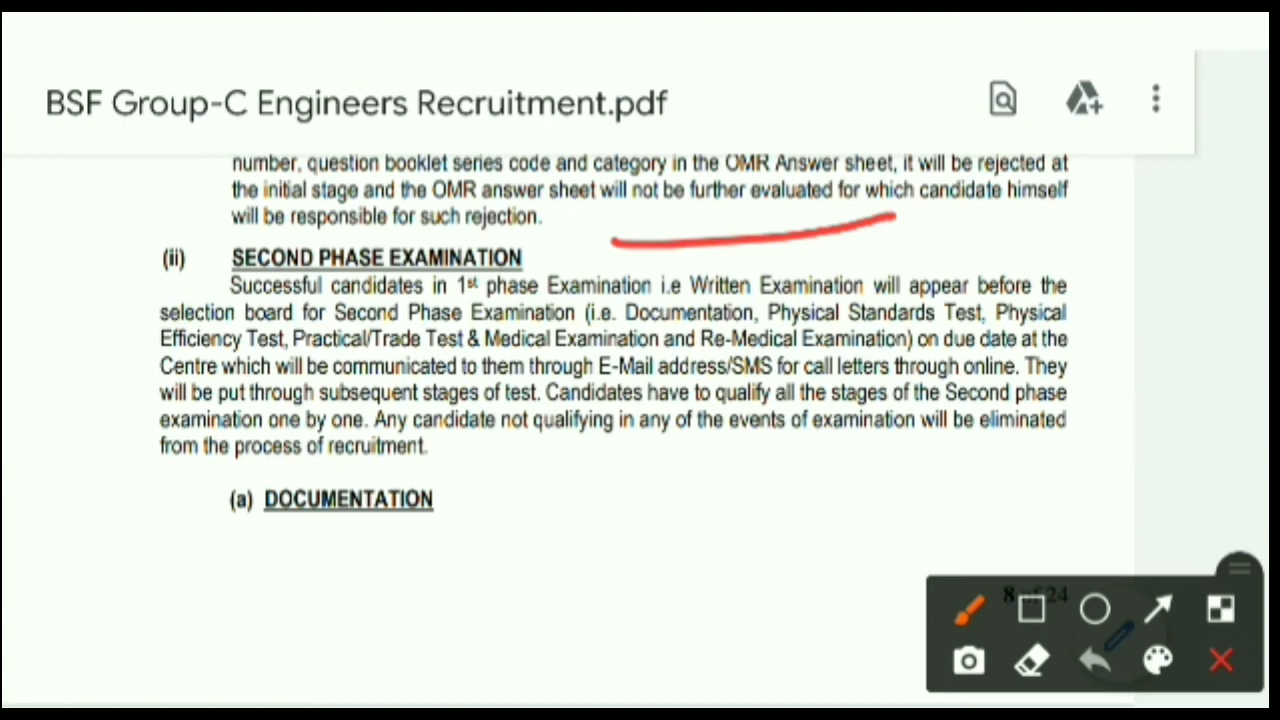 BSF Group-C Engineers Recruitment.pdf
number, question booklet series code and category in the OMR Answer sheet, it will be rejected at
the initial stage and the OMR answer sheet will not be further evaluated for which candidate himself
will be responsible for such rejection.
(ii) SECOND PHASE EXAMINATION
Successful candidates in 1st phase Examination i.e Written Examination will appear before the
selection board for Second Phase Examination (i.e. Documentation, Physical Standards Test, Physical
Efficiency Test, Practical/Trade Test & Medical Examination and Re-Medical Examination) on due date at the
Centre which will be communicated to them through E-Mail address/SMS for call letters through online. They
will be put through subsequent stages of test. Candidates have to qualify all the stages of the Second phase
examination one by one. Any candidate not qualifying in any of the events of examination will be eliminated
from the process of recruitment.
(a) DOCUMENTATION
8 of 24